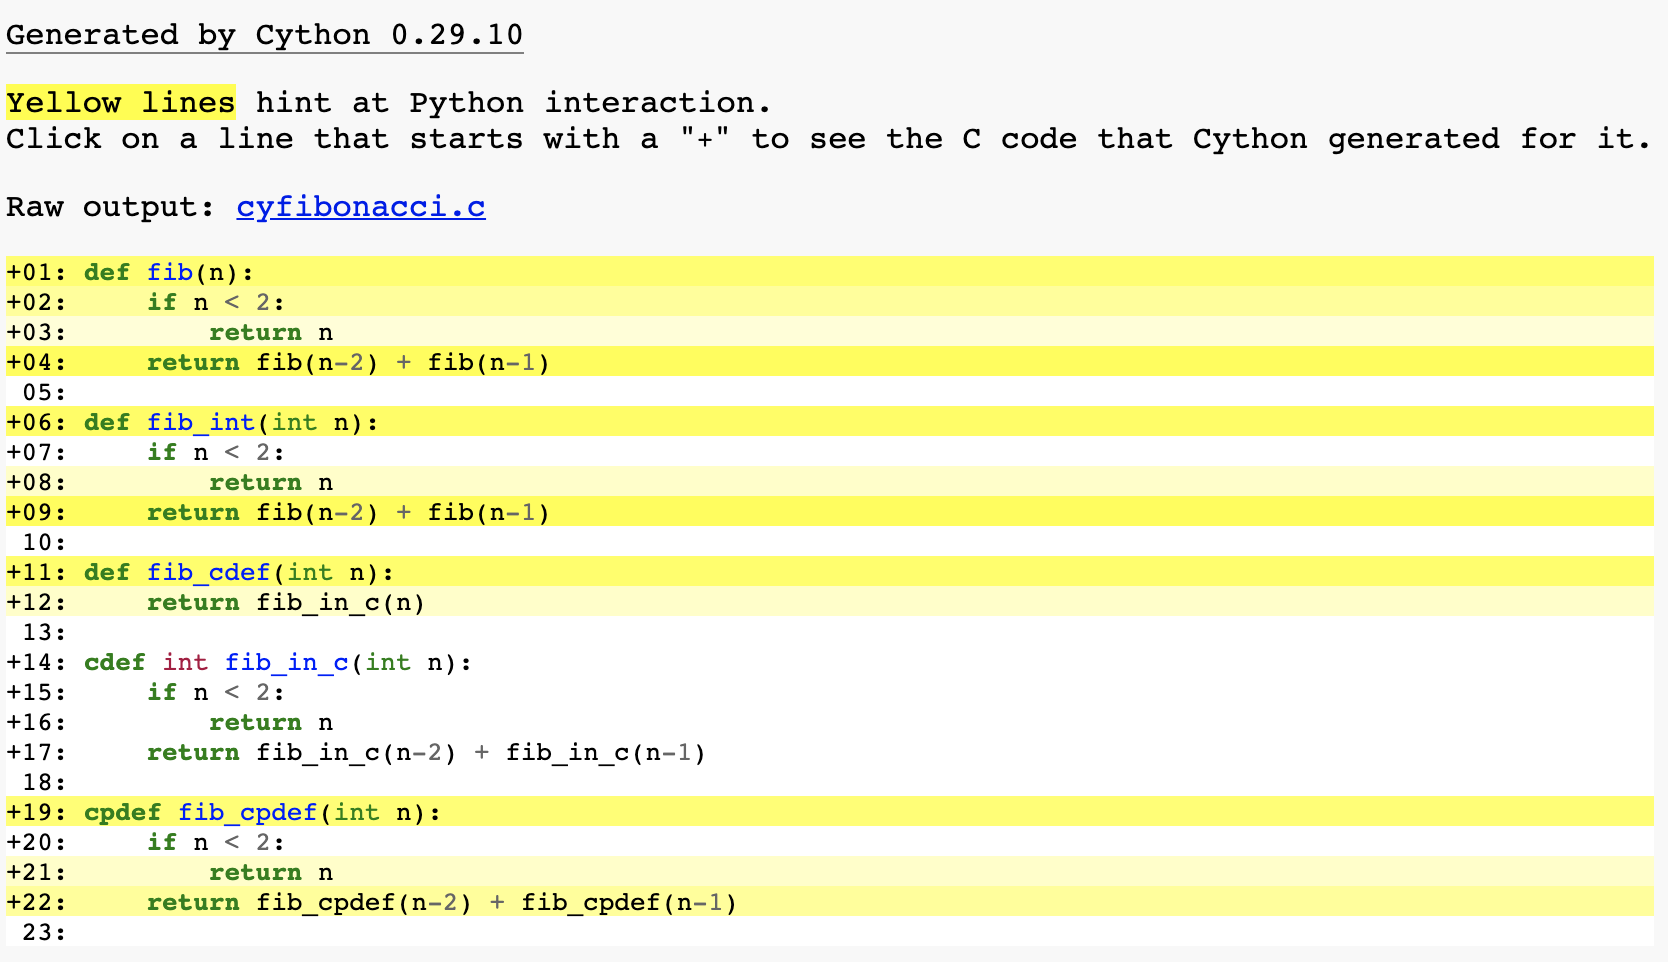 Generated by Cython 0.29.10
Yellow lines hint at Python interaction.
Click on a line that starts with a "+" to see the C code that Cython generated for it.
Raw output: cyfibonacci.c
+01: def fib(n):
+02:     if n < 2:
+03:         return n
+04:     return fib(n-2) + fib(n-1)
 05:
+06: def fib_int(int n):
+07:     if n < 2:
+08:         return n
+09:     return fib(n-2) + fib(n-1)
 10:
+11: def fib_cdef(int n):
+12:     return fib_in_c(n)
 13:
+14: cdef int fib_in_c(int n):
+15:     if n < 2:
+16:         return n
+17:     return fib_in_c(n-2) + fib_in_c(n-1)
 18:
+19: cpdef fib_cpdef(int n):
+20:     if n < 2:
+21:         return n
+22:     return fib_cpdef(n-2) + fib_cpdef(n-1)
 23: